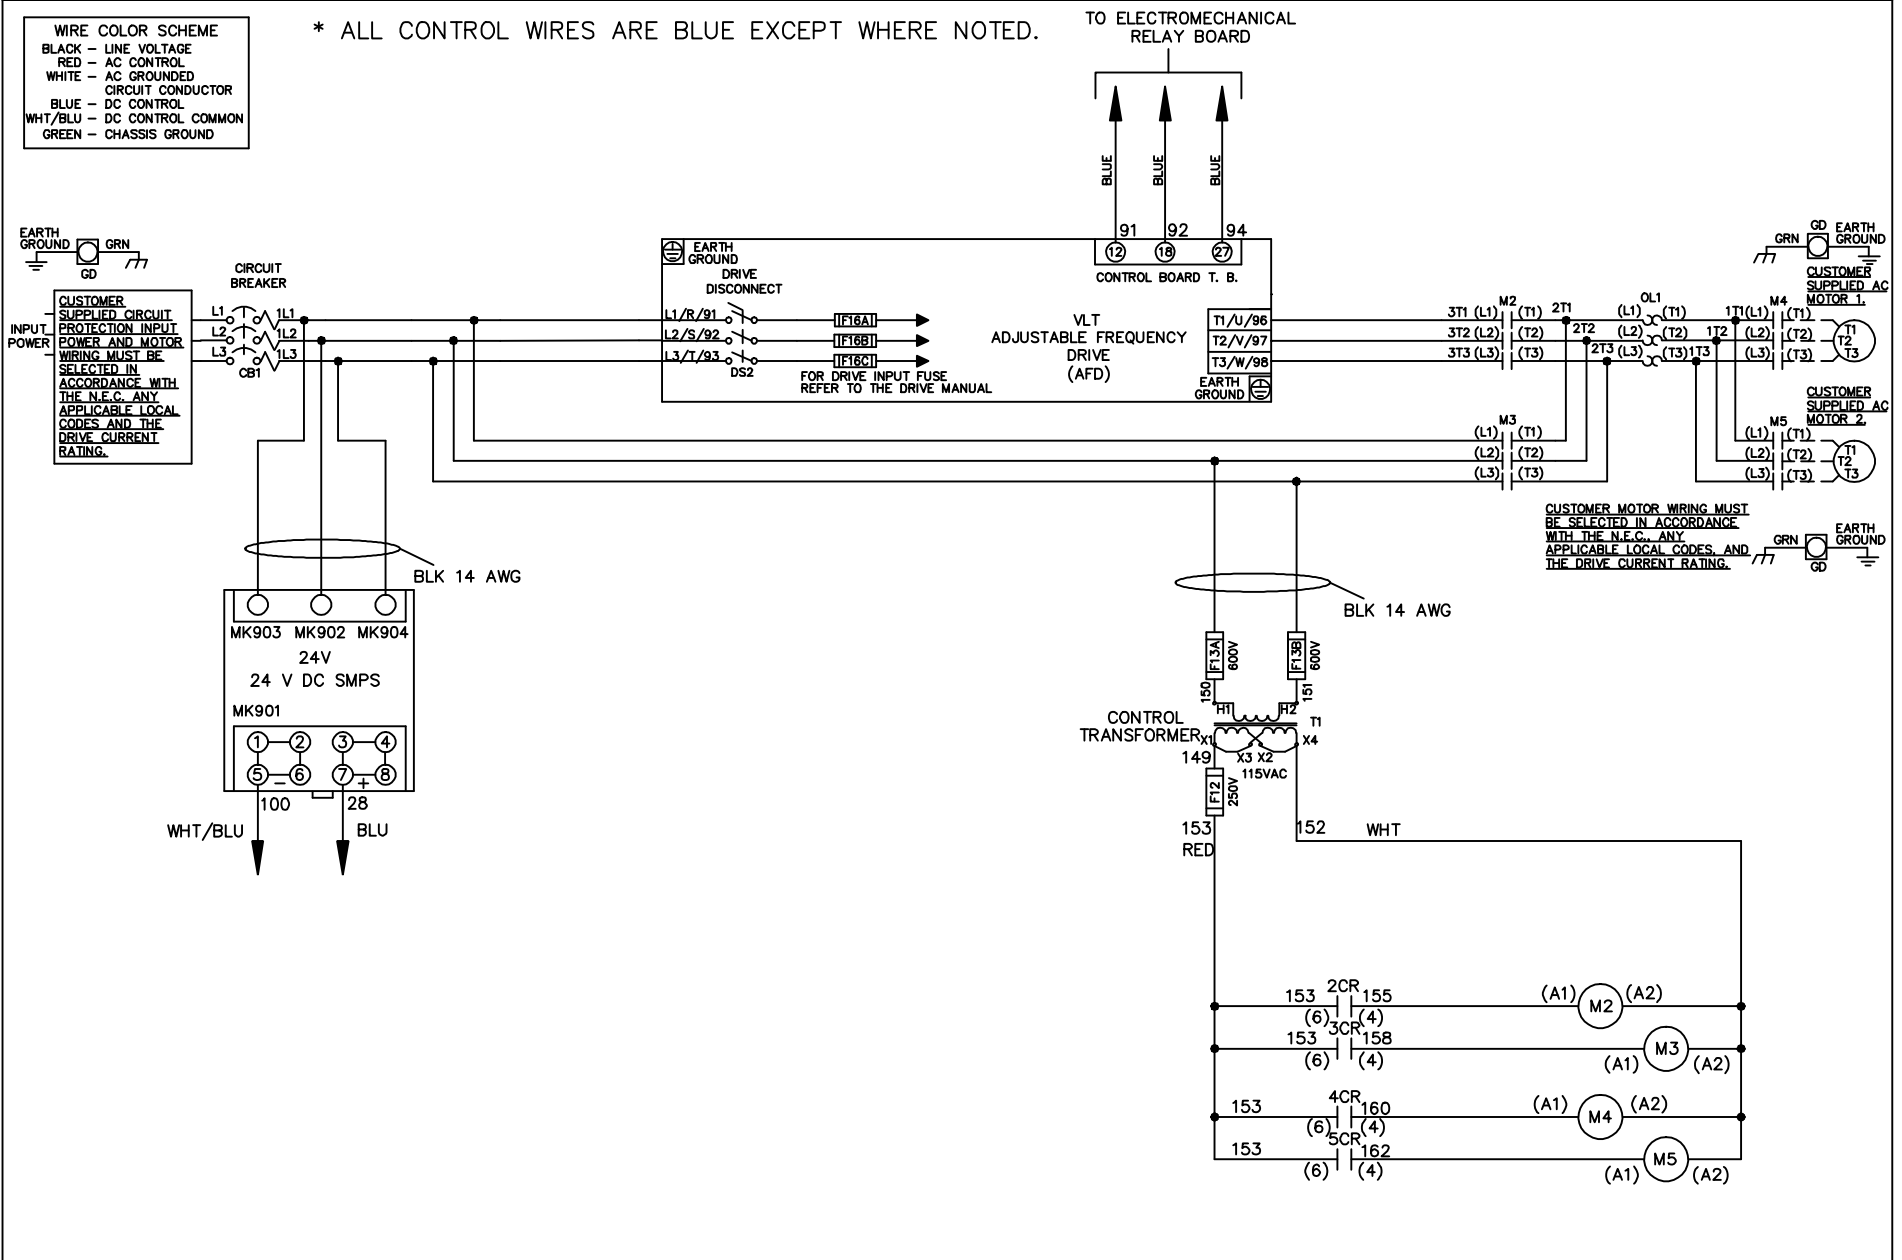 WIRE COLOR SCHEME
BLACK – LINE VOLTAGE
RED – AC CONTROL
WHITE – AC GROUNDED
CIRCUIT CONDUCTOR
BLUE – DC CONTROL
WHT/BLU – DC CONTROL COMMON
GREEN – CHASSIS GROUND
* ALL CONTROL WIRES ARE BLUE EXCEPT WHERE NOTED.
TO ELECTROMECHANICAL
RELAY BOARD
BLUE
BLUE
BLUE
91 92 94
12 18 27
CONTROL BOARD T. B.
EARTH
GROUND
GRN
GD
CIRCUIT
BREAKER
INPUT
POWER
CUSTOMER
SUPPLIED CIRCUIT
PROTECTION INPUT
POWER AND MOTOR
WIRING MUST BE
SELECTED IN
ACCORDANCE WITH
THE N.E.C. ANY
APPLICABLE LOCAL
CODES AND THE
DRIVE CURRENT
RATING.
L1 1L1
L2 1L2
L3 1L3
CB1
EARTH
GROUND
DRIVE
DISCONNECT
L1/R/91
L2/S/92
L3/T/93
DS2
F16A
F16B
F16C
FOR DRIVE INPUT FUSE
REFER TO THE DRIVE MANUAL
VLT
ADJUSTABLE FREQUENCY
DRIVE
(AFD)
T1/U/96
T2/V/97
T3/W/98
EARTH
GROUND
M2
3T1 (L1) (T1) 2T1
3T2 (L2) (T2) 2T2
3T3 (L3) (T3) 2T3
OL1
(L1) (T1) 1T1
(L2) (T2) 1T2
(L3) (T3) 1T3
M4
(L1) (T1)
(L2) (T2)
(L3) (T3)
T1
T2
T3
GRN
GD
EARTH
GROUND
CUSTOMER
SUPPLIED AC
MOTOR 1.
M3
(L1) (T1)
(L2) (T2)
(L3) (T3)
M5
(L1) (T1)
(L2) (T2)
(L3) (T3)
T1
T2
T3
CUSTOMER
SUPPLIED AC
MOTOR 2.
CUSTOMER MOTOR WIRING MUST
BE SELECTED IN ACCORDANCE
WITH THE N.E.C., ANY
APPLICABLE LOCAL CODES, AND
THE DRIVE CURRENT RATING.
GRN
GD
EARTH
GROUND
BLK 14 AWG
MK903 MK902 MK904
24V
24 V DC SMPS
MK901
1 2 3 4
5 – 6 7 + 8
100 28
WHT/BLU BLU
BLK 14 AWG
F13A
600V
F13B
600V
150
151
H1 H2
T1
CONTROL
TRANSFORMER
X1 X3 X2 X4
149
115VAC
F12
250V
153
RED
152 WHT
153 2CR 155 (A1) M2 (A2)
(6) (4)
153 3CR 158 M3
(6) (4) (A1) (A2)
153 4CR 160 (A1) M4 (A2)
(6) (4)
153 5CR 162 M5
(6) (4) (A1) (A2)